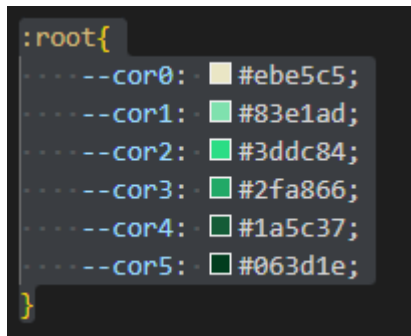 :root{
--cor0: #ebe5c5;
--cor1: #83e1ad;
--cor2: #3ddc84;
--cor3: #2fa866;
--cor4: #1a5c37;
--cor5: #063d1e;
}